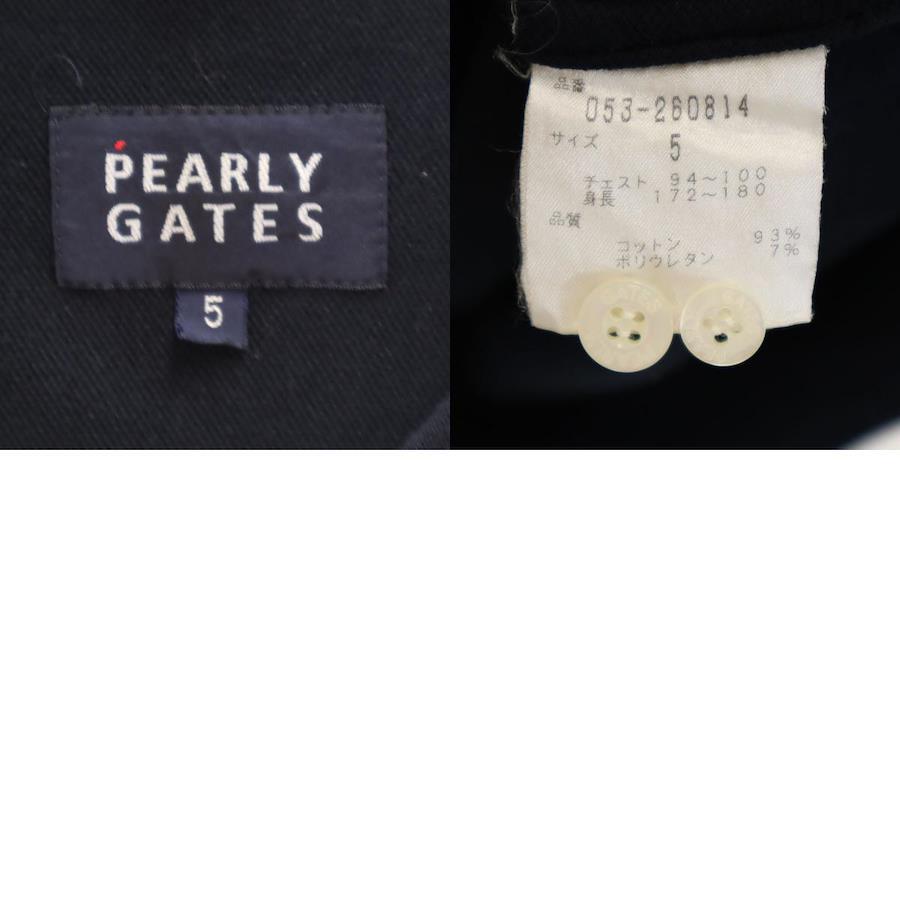 PEARLY
GATES
5
品番
053-260814
サイズ
5
チェスト 94～100
身長 172～180
品質
コットン 93%
ポリウレタン 7%